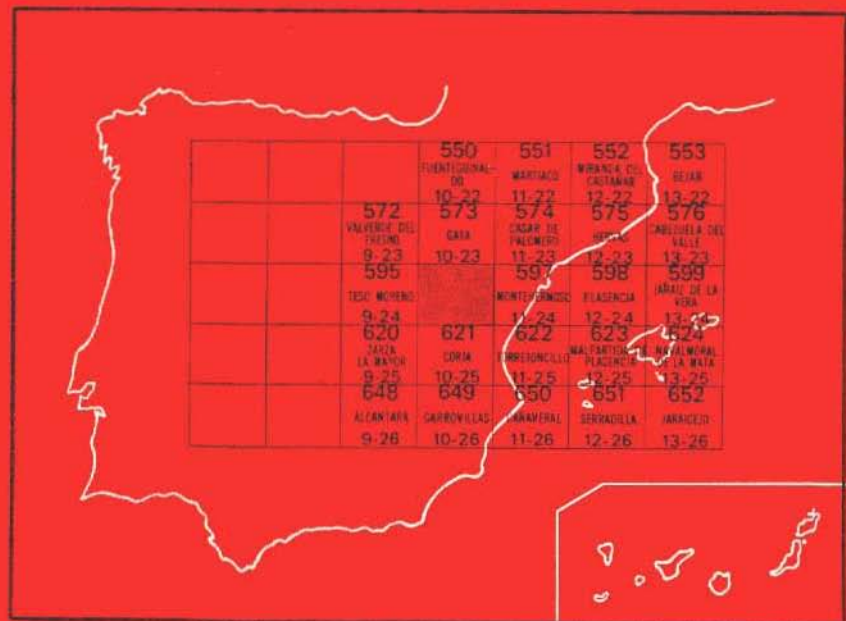 550 551 552 553
FUENTEGUINAL-
DO MARTIAGO MIRANDA DEL
CASTAÑAR BEJAR
10-22 11-22 12-22 13-22
572 573 574 575 576
VALVERDE DEL
FRESNO GATA CASAR DE
PALOMERO HERVAS CABEZUELA DEL
VALLE
9-23 10-23 11-23 12-23 13-23
595 597 598 599
TESO MORENO MONTEHERMOSO PLASENCIA JARAIZ DE LA
VERA
9-24 11-24 12-24 13-24
620 621 622 623 624
ZARZA
LA MAYOR CORIA TORREJONCILLO MALPARTIDA DE
PLASENCIA NAVALMORAL
DE LA MATA
9-25 10-25 11-25 12-25 13-25
648 649 650 651 652
ALCANTARA GARROVILLAS CAÑAVERAL SERRADILLA JARAICEJO
9-26 10-26 11-26 12-26 13-26